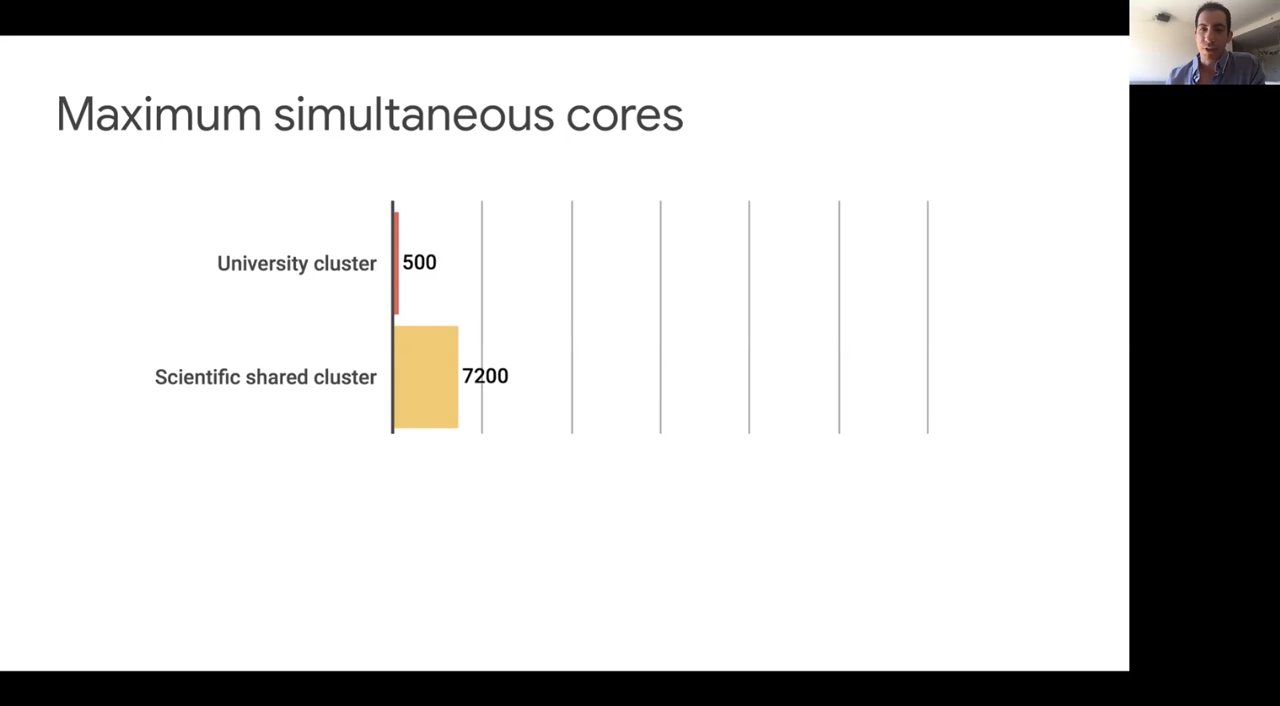 Maximum simultaneous cores
University cluster 500
Scientific shared cluster 7200